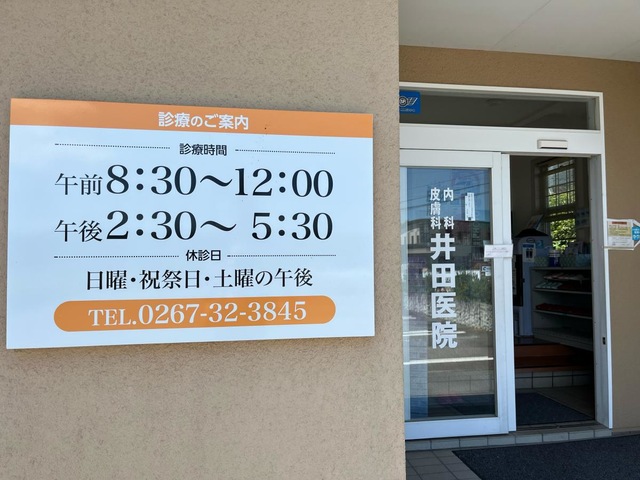 診療のご案内
診療時間
午前8:30〜12:00
午後2:30〜 5:30
休診日
日曜・祝祭日・土曜の午後
TEL.0267-32-3845
内科
皮膚科
井田医院